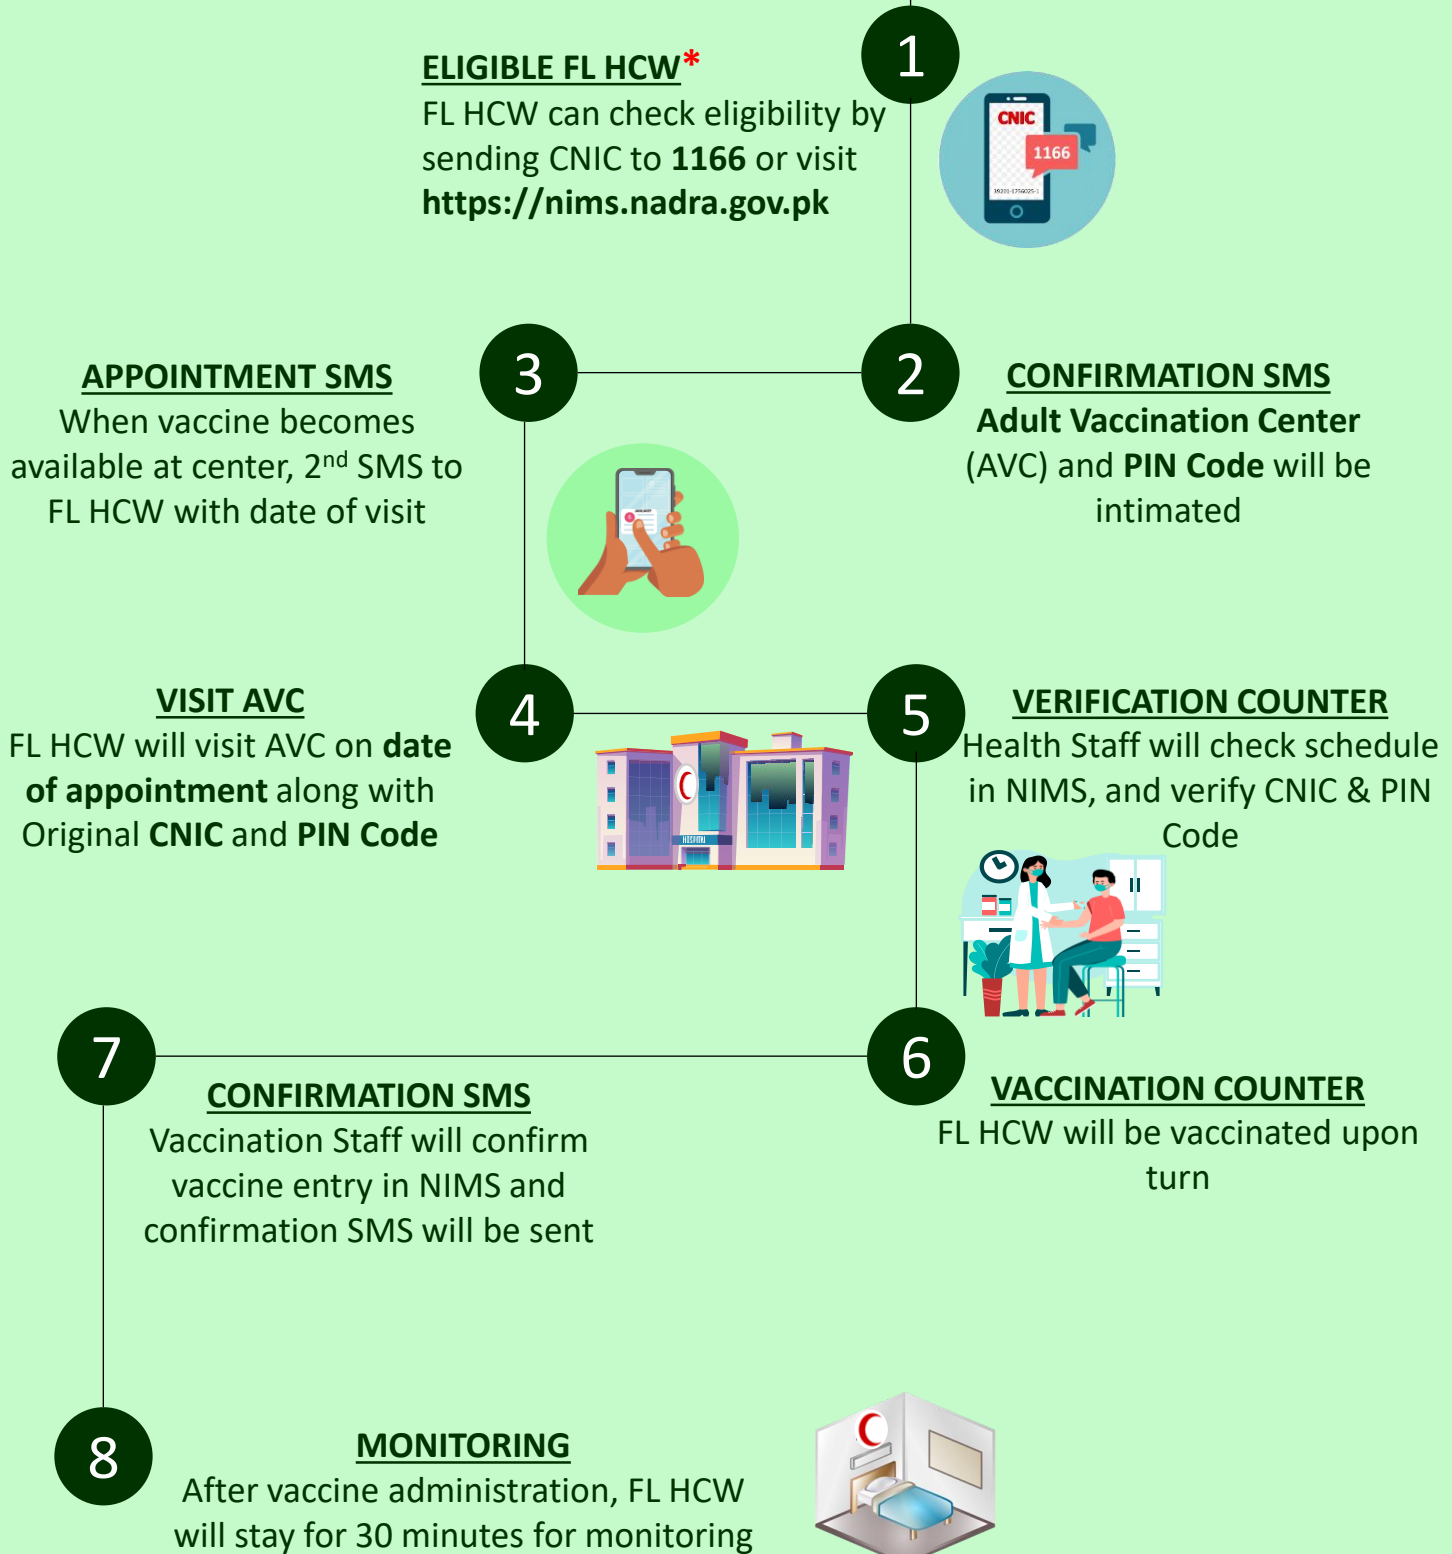 1
ELIGIBLE FL HCW*
FL HCW can check eligibility by
sending CNIC to 1166 or visit
https://nims.nadra.gov.pk
CNIC
1166
2
CONFIRMATION SMS
Adult Vaccination Center
(AVC) and PIN Code will be
intimated
3
APPOINTMENT SMS
When vaccine becomes
available at center, 2nd SMS to
FL HCW with date of visit
4
VISIT AVC
FL HCW will visit AVC on date
of appointment along with
Original CNIC and PIN Code
HOSPITAL
5
VERIFICATION COUNTER
Health Staff will check schedule
in NIMS, and verify CNIC & PIN
Code
6
VACCINATION COUNTER
FL HCW will be vaccinated upon
turn
7
CONFIRMATION SMS
Vaccination Staff will confirm
vaccine entry in NIMS and
confirmation SMS will be sent
8
MONITORING
After vaccine administration, FL HCW
will stay for 30 minutes for monitoring